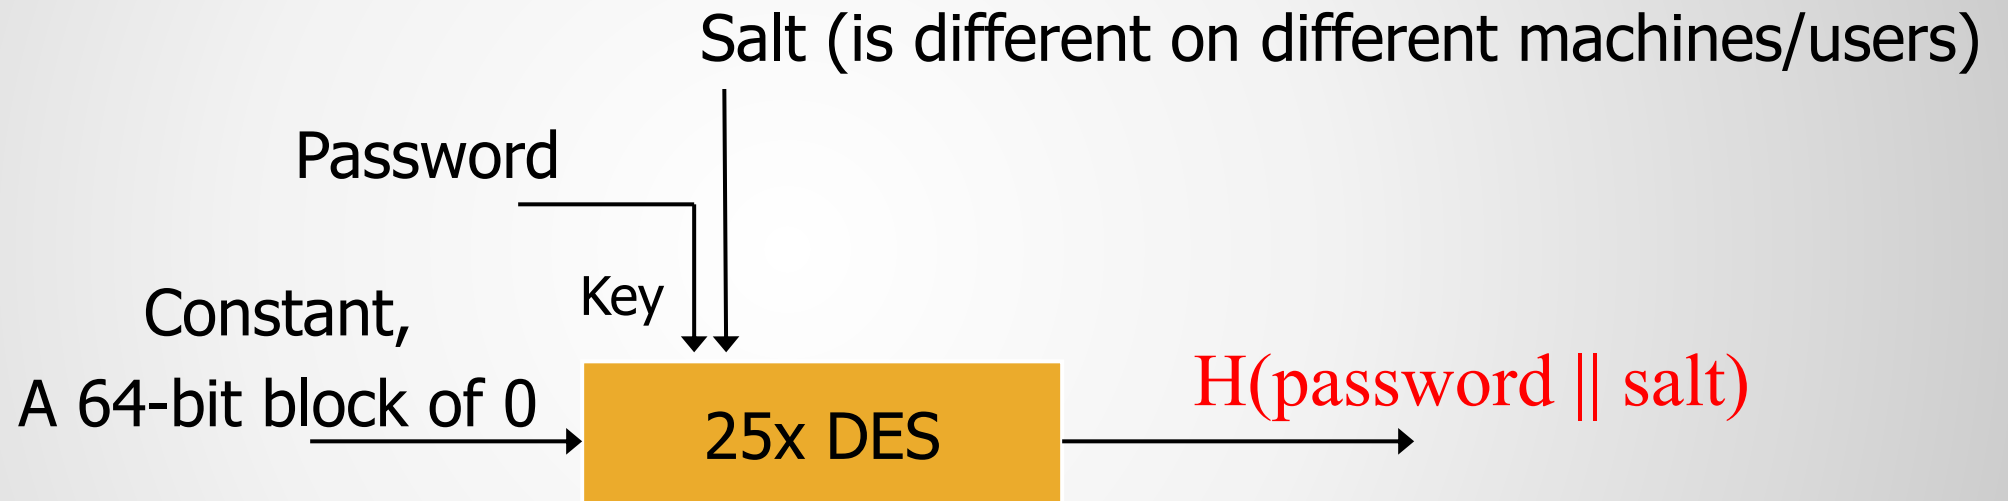 Salt (is different on different machines/users)
Password
Key
Constant,
A 64-bit block of 0
25x DES
H(password || salt)